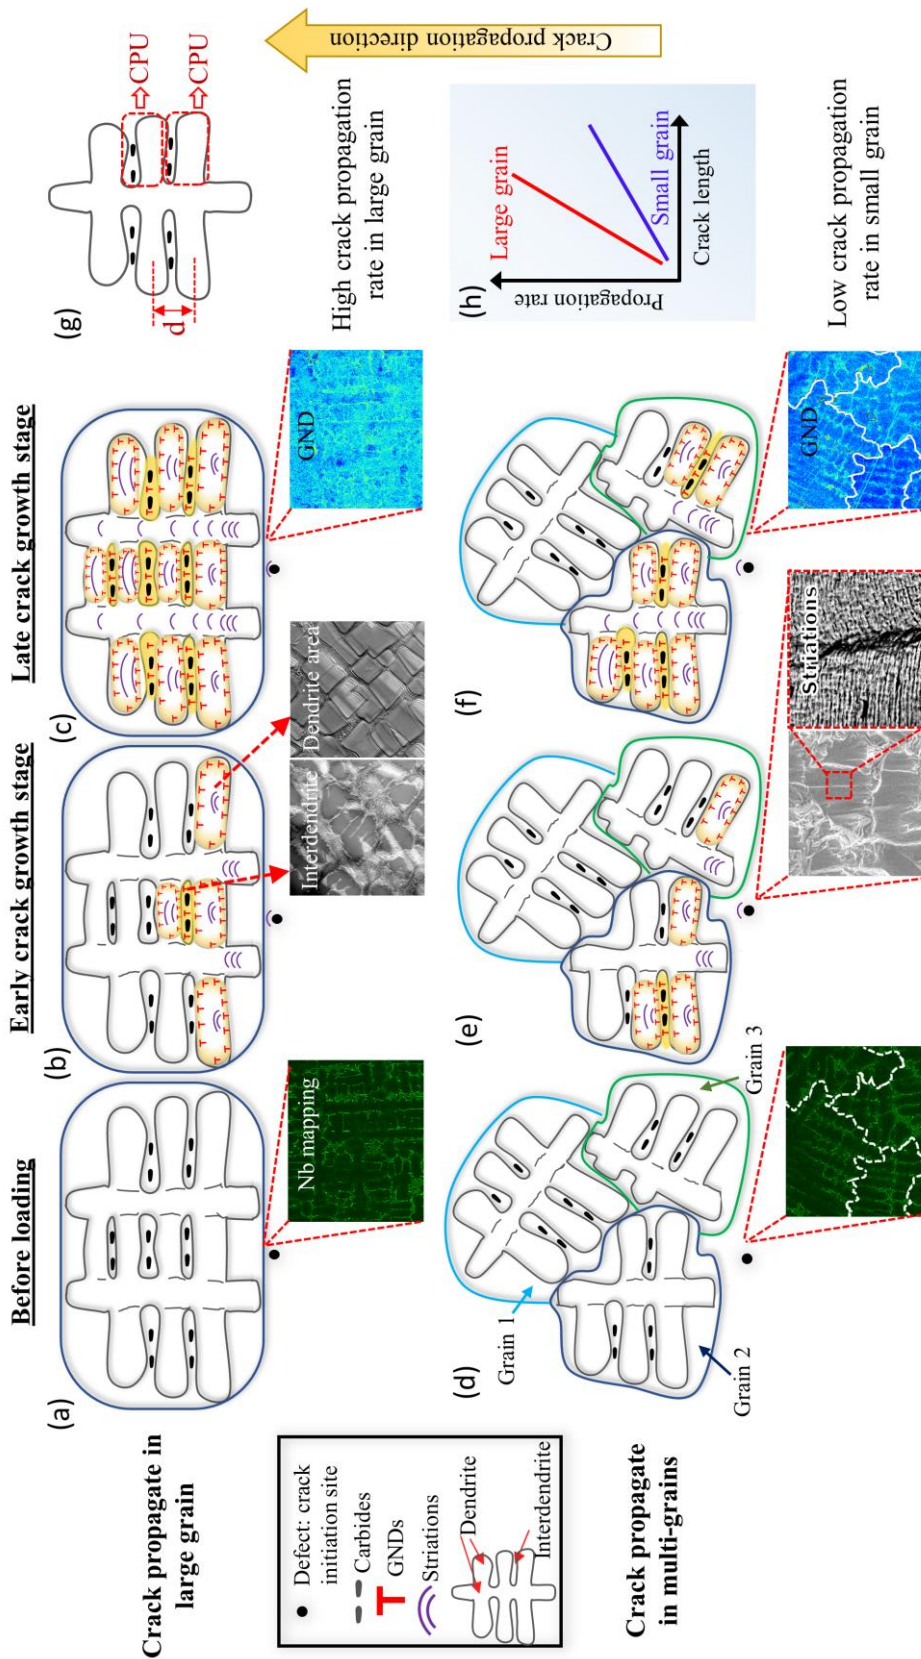 Before loading
Early crack growth stage
Late crack growth stage
Crack propagate in
large grain
(a)
Nb mapping
(b)
Interdendrite
Dendrite area
(c)
GND
(g)
d
CPU
CPU
High crack propagation
rate in large grain
Crack propagation direction
Defect: crack
initiation site
Carbides
GNDs
Striations
Dendrite
Interdendrite
Crack propagate
in multi-grains
(d)
Grain 1
Grain 2
Grain 3
(e)
Striations
(f)
GND
(h)
Propagation rate
Large grain
Small grain
Crack length
Low crack propagation
rate in small grain